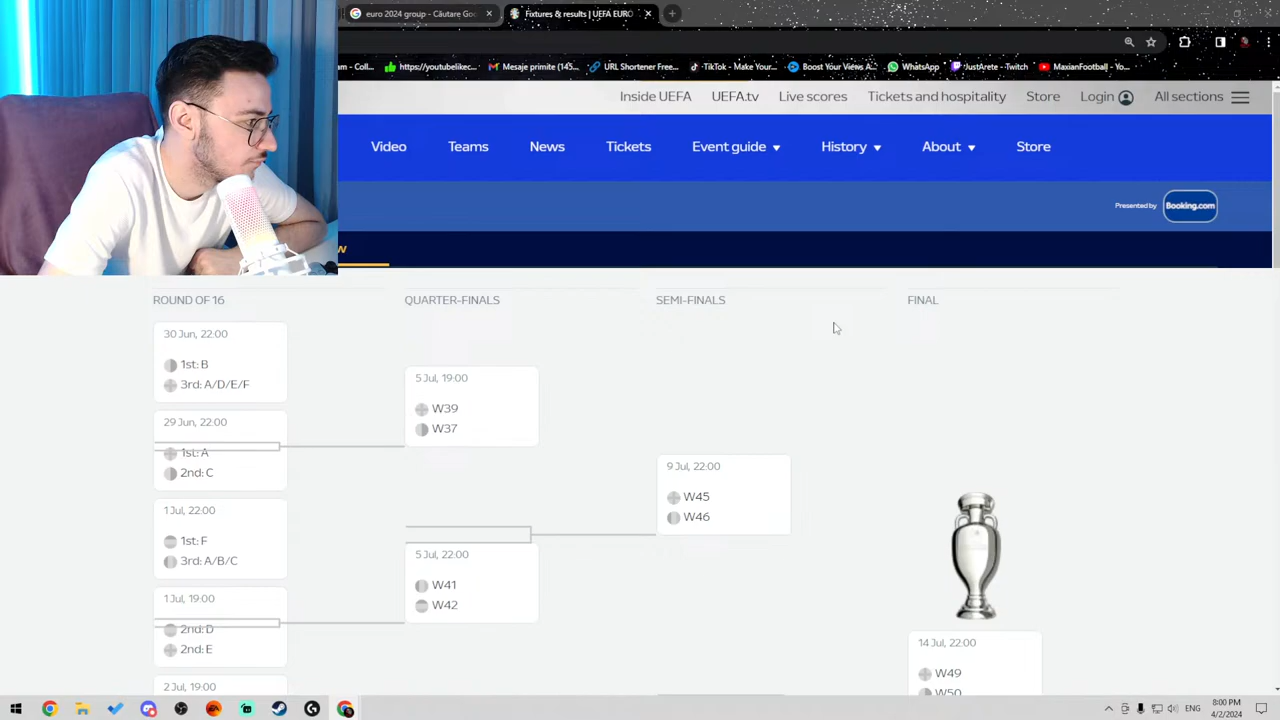 euro 2024 group - Căutare Goo
Fixtures & results | UEFA EURO
am - Coll...
https://youtubelikec...
Mesaje primite (14'5...
URL Shortener Free...
TikTok - Make Your...
Boost Your Views A...
WhatsApp
JustArete - Twitch
MaxianFootball - Yo...
Inside UEFA
UEFA.tv
Live scores
Tickets and hospitality
Store
Login
All sections
Video
Teams
News
Tickets
Event guide
History
About
Store
Presented by
Booking.com
w
ROUND OF 16
30 Jun, 22:00
1st: B
3rd: A/D/E/F
29 Jun, 22:00
1st: A
2nd: C
1 Jul, 22:00
1st: F
3rd: A/B/C
1 Jul, 19:00
2nd: D
2nd: E
2 Jul, 19:00
QUARTER-FINALS
5 Jul, 19:00
W39
W37
5 Jul, 22:00
W41
W42
SEMI-FINALS
9 Jul, 22:00
W45
W46
FINAL
14 Jul, 22:00
W49
W50
ENG
8:00 PM
4/2/2024